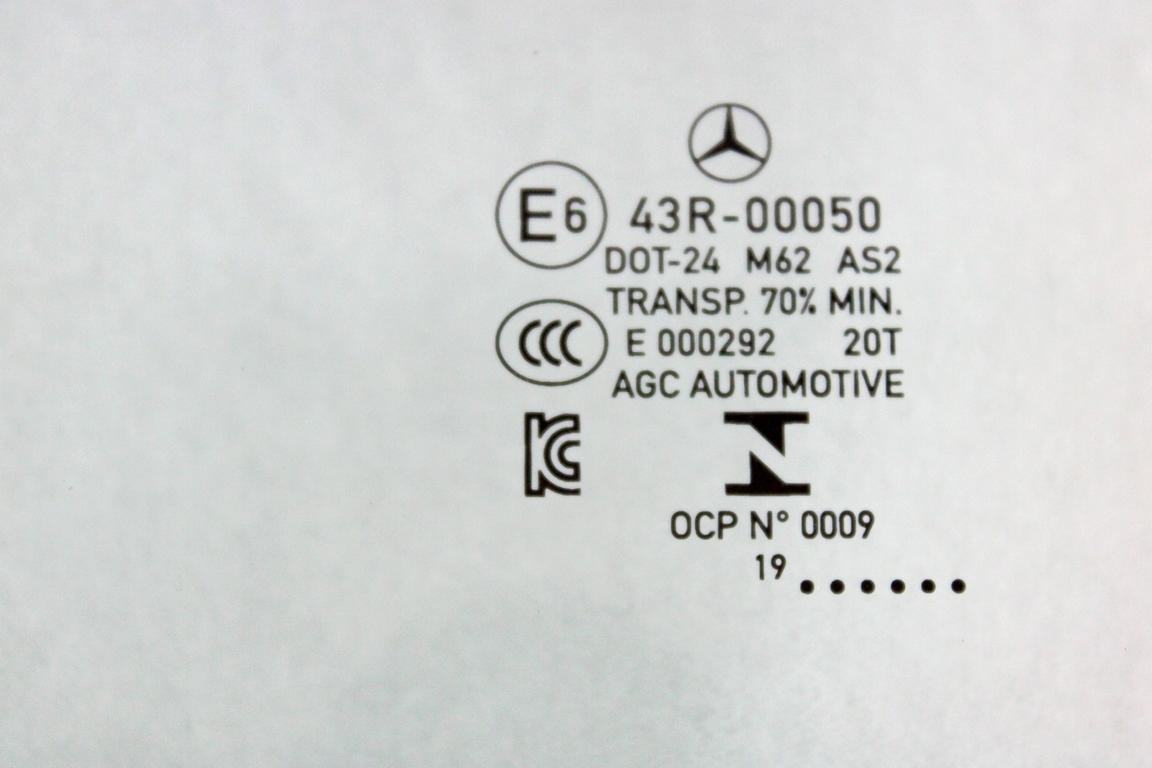 E6 43R-00050
DOT-24 M62 AS2
TRANSP. 70% MIN.
CCC E 000292 20T
AGC AUTOMOTIVE
KC
OCP N° 0009
19 ......